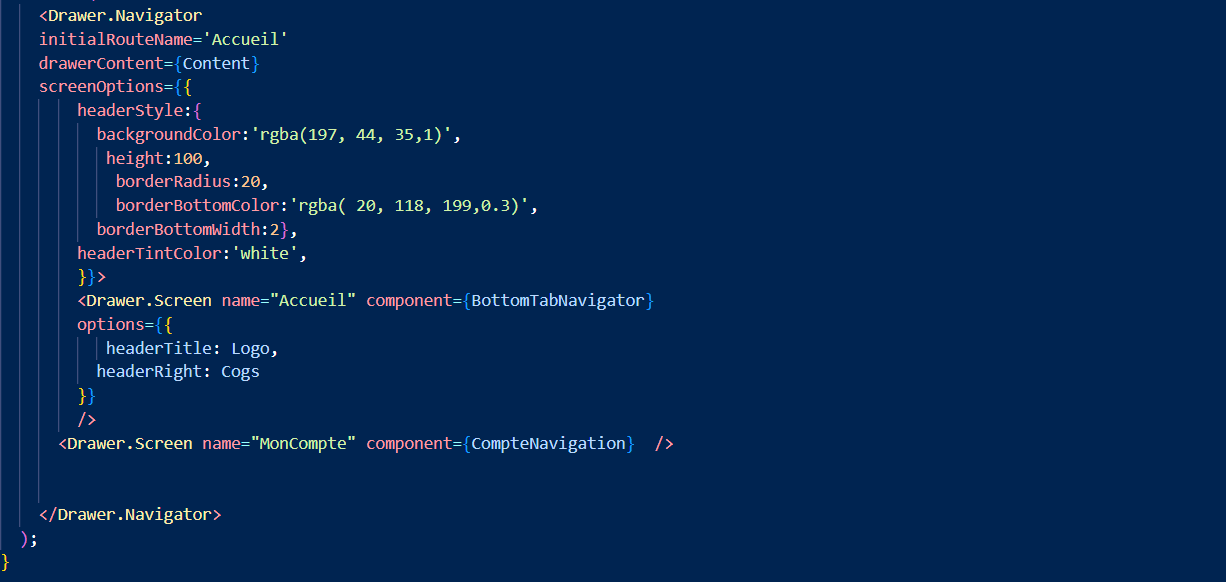 <Drawer.Navigator
initialRouteName='Accueil'
drawerContent={Content}
screenOptions={{
headerStyle:{
backgroundColor:'rgba(197, 44, 35,1)',
height:100,
borderRadius:20,
borderBottomColor:'rgba( 20, 118, 199,0.3)',
borderBottomWidth:2},
headerTintColor:'white',
}}>
<Drawer.Screen name="Accueil" component={BottomTabNavigator}
options={{
headerTitle: Logo,
headerRight: Cogs
}}
/>
<Drawer.Screen name="MonCompte" component={CompteNavigation}  />
</Drawer.Navigator>
);
}